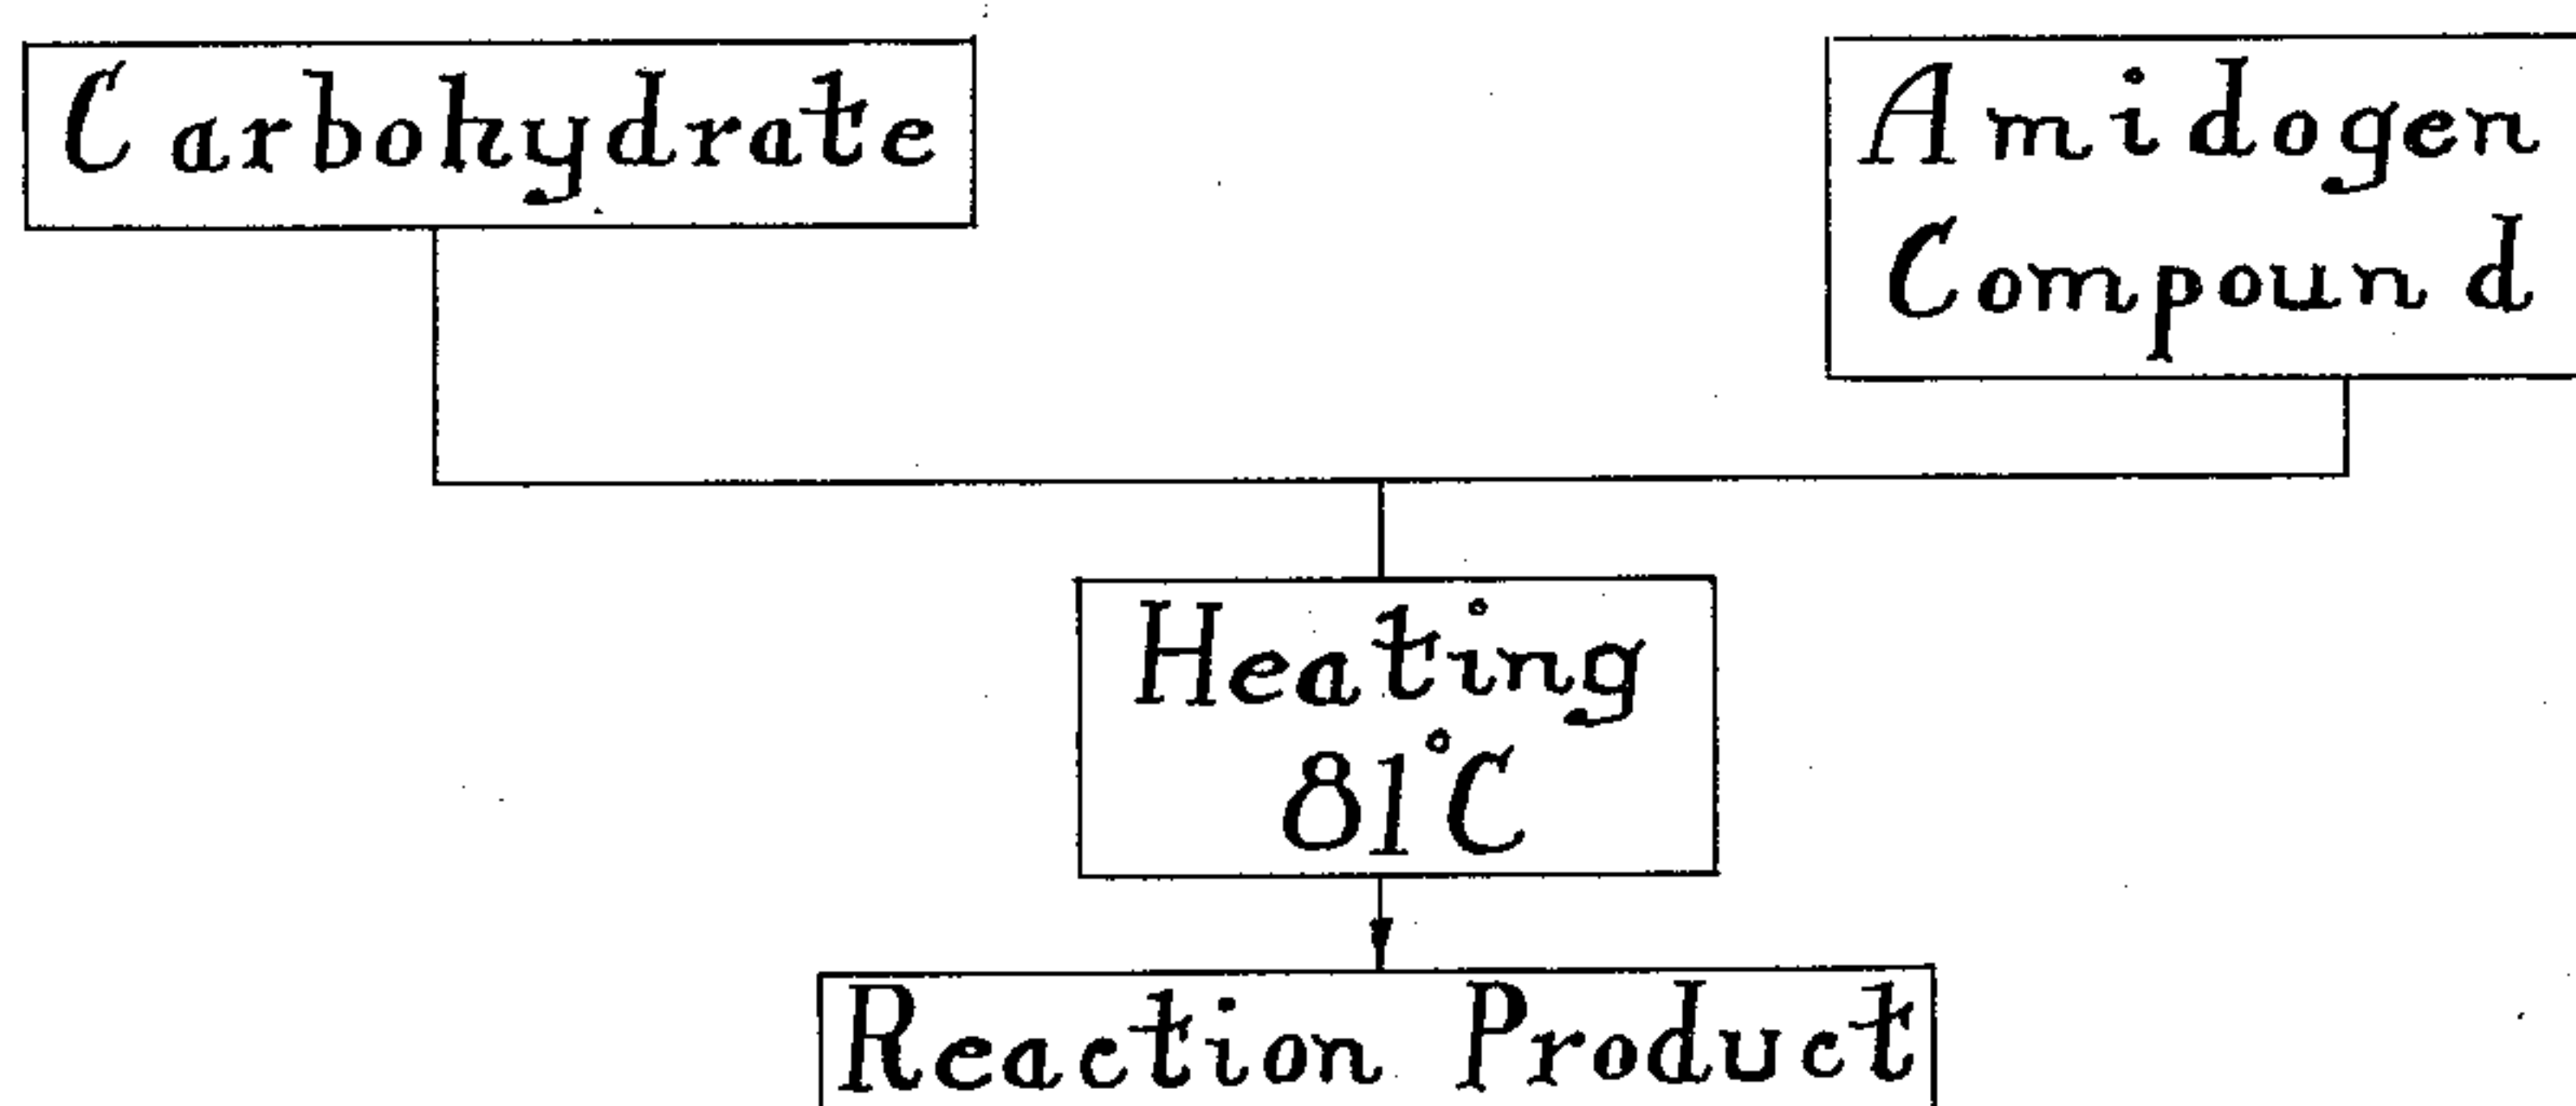 Carbohydrate
Amidogen
Compound
Heating
81°C
Reaction Product